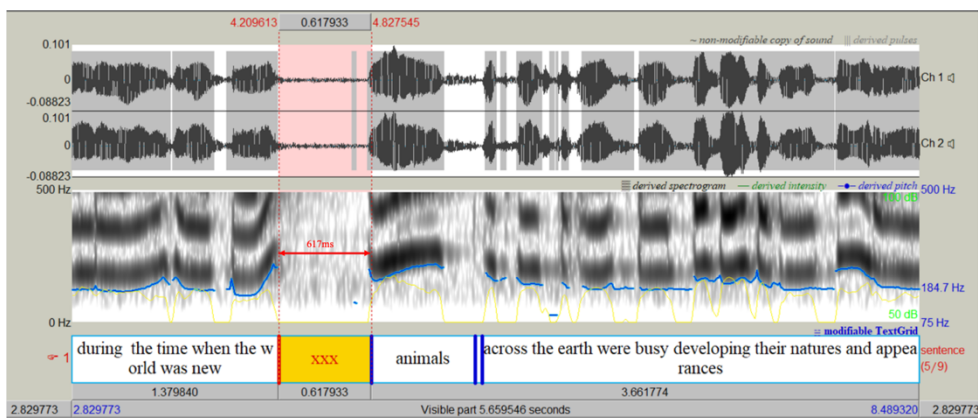 4.209613 0.617933 4.827545
0.101 ~ non-modifiable copy of sound ||| derived pulses
0 Ch 1
-0.08823
0.101
0 Ch 2
-0.08823
500 Hz derived spectrogram derived intensity derived pitch 500 Hz
100 dB
617ms
184.7 Hz
50 dB
0 Hz 75 Hz
modifiable TextGrid
1 during the time when the w xxx animals across the earth were busy developing their natures and appea sentence
orld was new rances (5/9)
1.379840 0.617933 3.661774
2.829773 2.829773 Visible part 5.659546 seconds 8.489320 2.829773